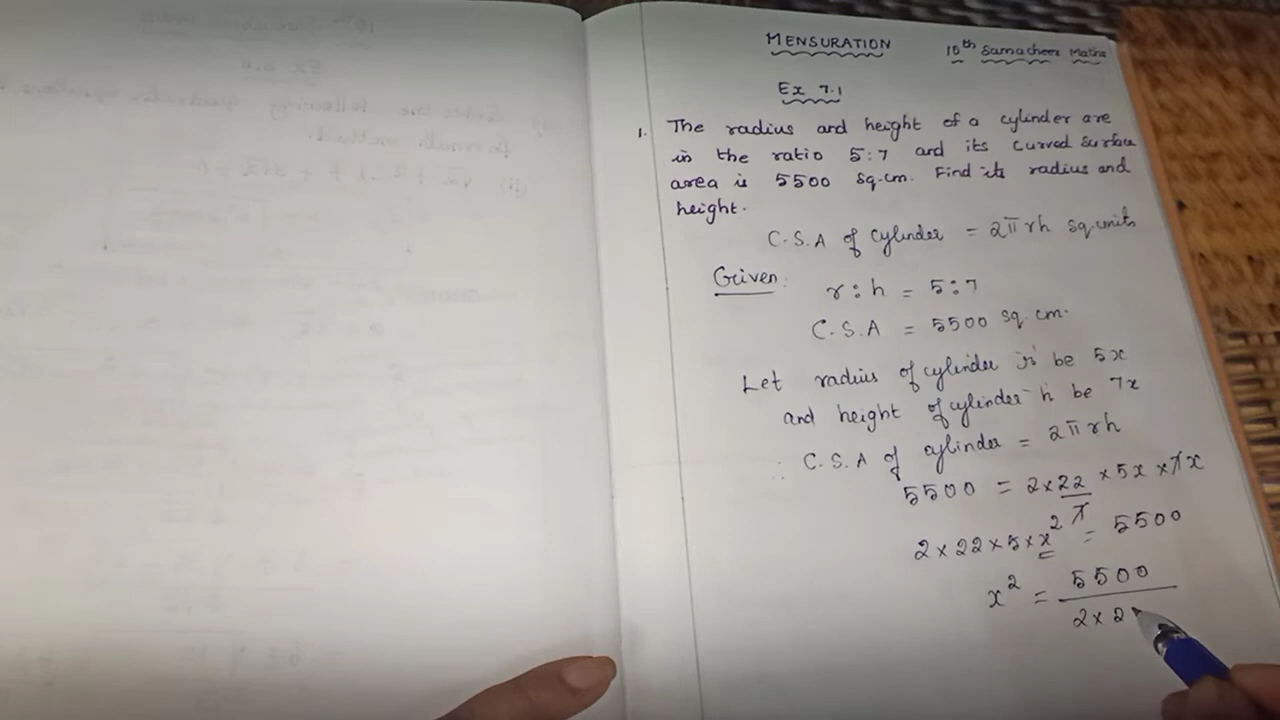 MENSURATION
10th Samacheer Maths
Ex 7.1
1. The radius and height of a cylinder are
in the ratio 5:7 and its curved surface
area is 5500 sq.cm. Find its radius and
height.
C.S.A of cylinder = 2πrh sq.units
Given: r:h = 5:7
C.S.A = 5500 sq.cm.
Let radius of cylinder 'r' be 5x
and height of cylinder h be 7x
∴ C.S.A of cylinder = 2πrh
5500 = 2×22/7 ×5x ×7x
2×22×5×x² = 5500
x² = 5500
2×2